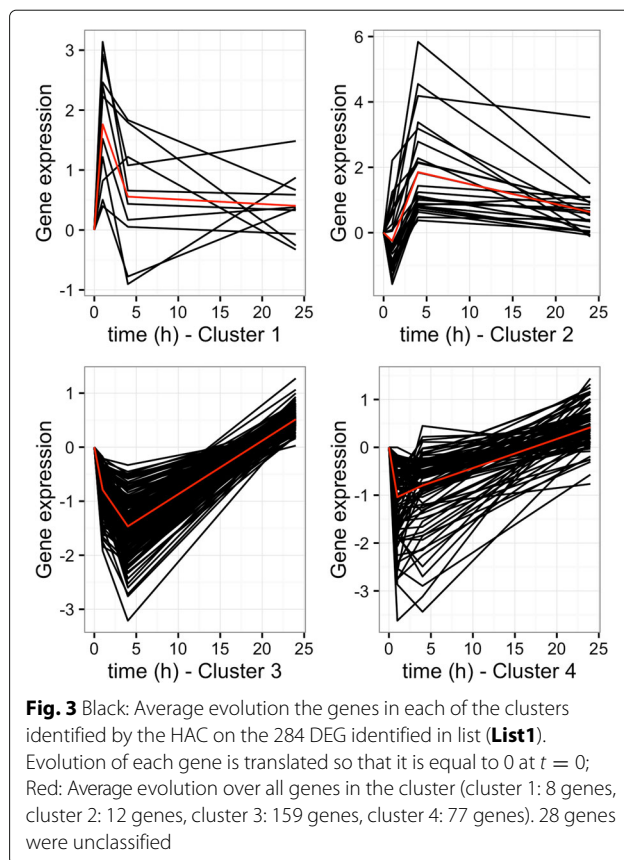 Gene expression
3
2
1
0
-1
0 5 10 15 20 25
time (h) - Cluster 1
Gene expression
6
4
2
0
0 5 10 15 20 25
time (h) - Cluster 2
Gene expression
1
0
-1
-2
-3
0 5 10 15 20 25
time (h) - Cluster 3
Gene expression
1
0
-1
-2
-3
0 5 10 15 20 25
time (h) - Cluster 4
Fig. 3 Black: Average evolution the genes in each of the clusters
identified by the HAC on the 284 DEG identified in list (List1).
Evolution of each gene is translated so that it is equal to 0 at t = 0;
Red: Average evolution over all genes in the cluster (cluster 1: 8 genes,
cluster 2: 12 genes, cluster 3: 159 genes, cluster 4: 77 genes). 28 genes
were unclassified